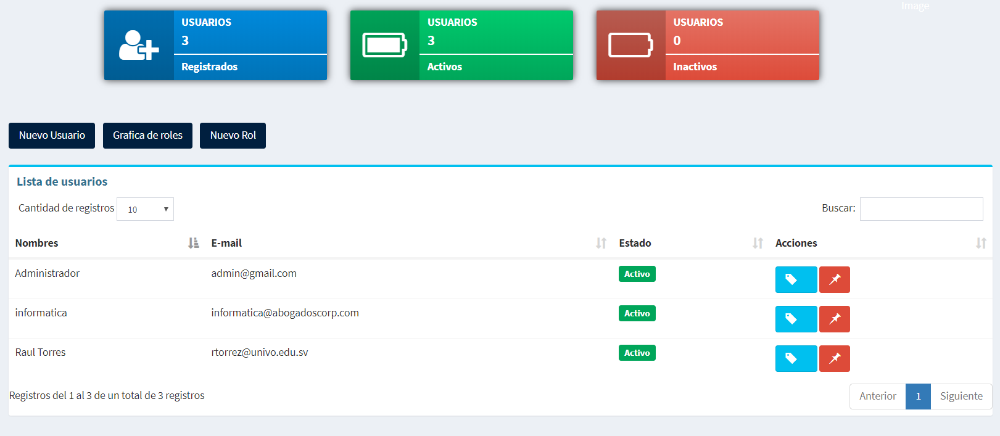 Image
USUARIOS
3
Registrados
USUARIOS
3
Activos
USUARIOS
0
Inactivos
Nuevo Usuario
Grafica de roles
Nuevo Rol
Lista de usuarios
Cantidad de registros 10
Buscar:
Nombres E-mail Estado Acciones
Administrador admin@gmail.com Activo
informatica informatica@abogadoscorp.com Activo
Raul Torres rtorrez@univo.edu.sv Activo
Registros del 1 al 3 de un total de 3 registros
Anterior 1 Siguiente